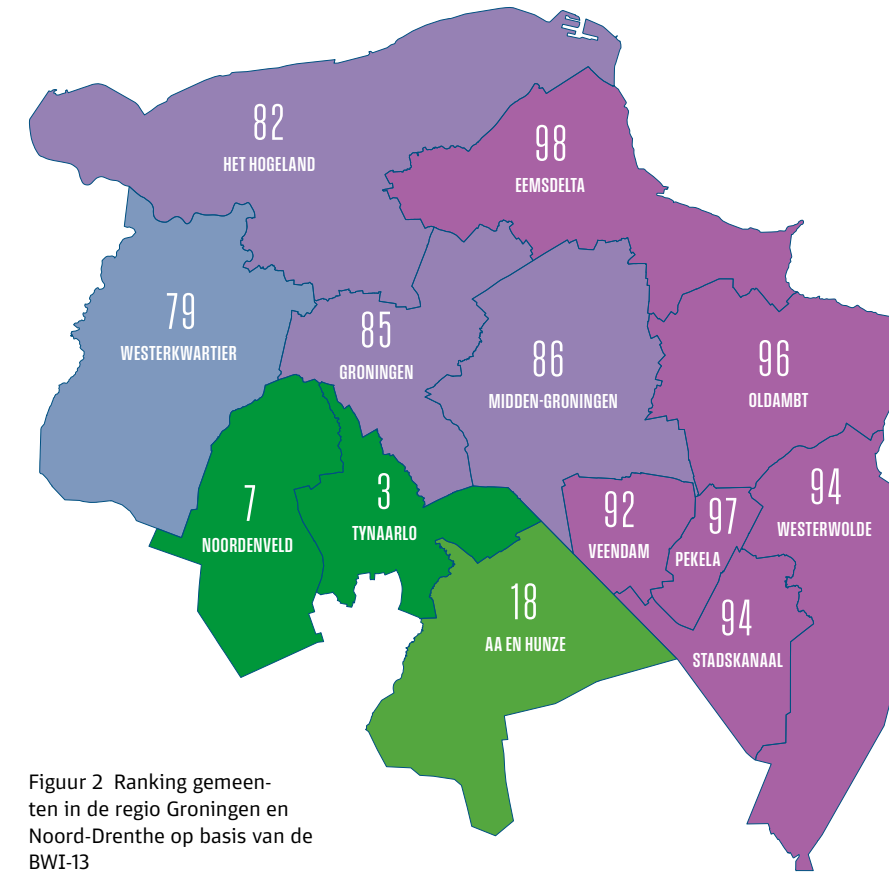 82
HET HOGELAND
98
EEMSDELTA
79
WESTERKWARTIER
85
GRONINGEN
86
MIDDEN-GRONINGEN
96
OLDAMBT
7
NOORDENVELD
3
TYNAARLO
92
VEENDAM
97
PEKELA
94
WESTERWOLDE
18
AA EN HUNZE
94
STADSKANAAL
Figuur 2 Ranking gemeen-
ten in de regio Groningen en
Noord-Drenthe op basis van de
BWI-13